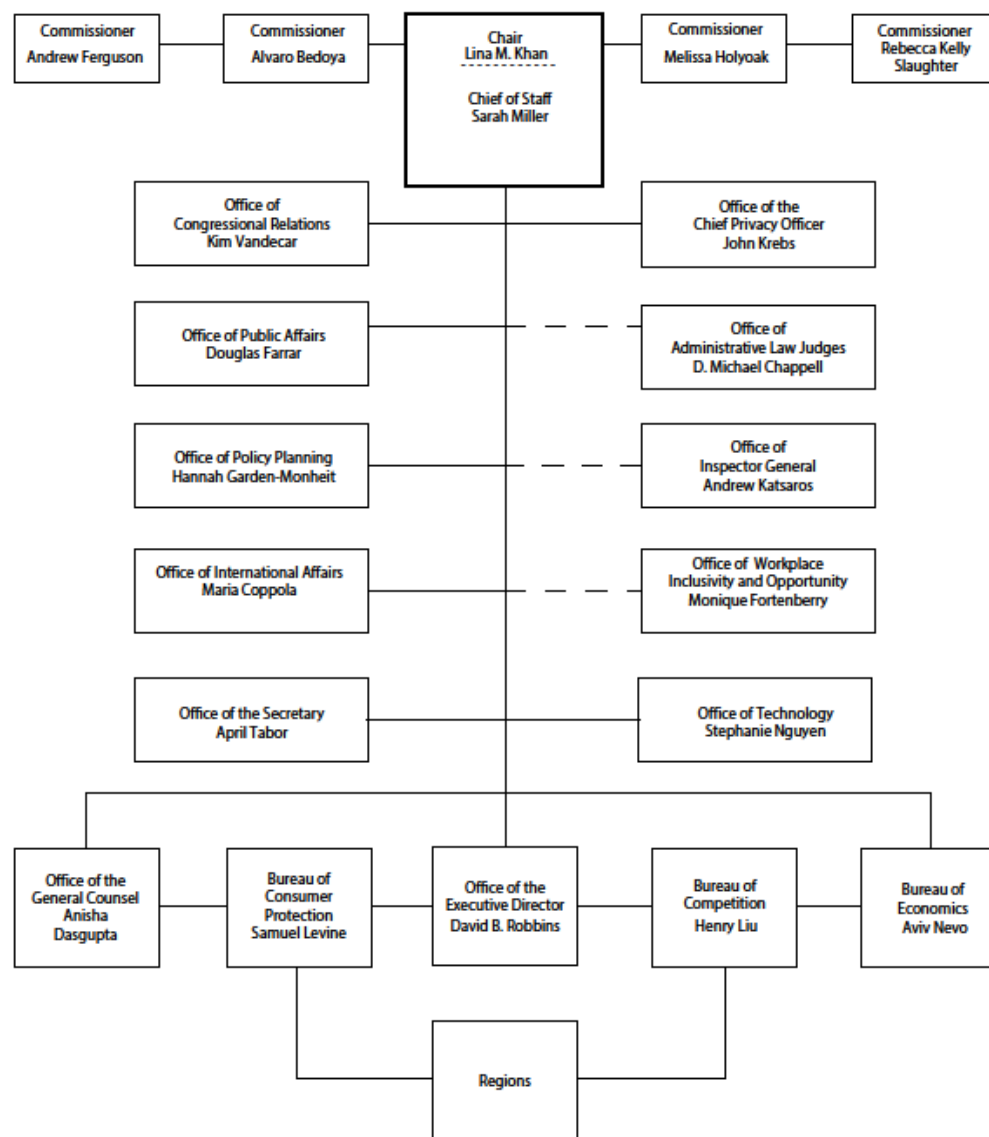 Commissioner
Andrew Ferguson
Commissioner
Alvaro Bedoya
Chair
Lina M. Khan
Chief of Staff
Sarah Miller
Commissioner
Melissa Holyoak
Commissioner
Rebecca Kelly
Slaughter
Office of
Congressional Relations
Kim Vandecar
Office of the
Chief Privacy Officer
John Krebs
Office of Public Affairs
Douglas Farrar
Office of
Administrative Law Judges
D. Michael Chappell
Office of Policy Planning
Hannah Garden-Monheit
Office of
Inspector General
Andrew Katsaros
Office of International Affairs
Maria Coppola
Office of Workplace
Inclusivity and Opportunity
Monique Fortenberry
Office of the Secretary
April Tabor
Office of Technology
Stephanie Nguyen
Office of the
General Counsel
Anisha
Dasgupta
Bureau of
Consumer
Protection
Samuel Levine
Office of the
Executive Director
David B. Robbins
Bureau of
Competition
Henry Liu
Bureau of
Economics
Aviv Nevo
Regions